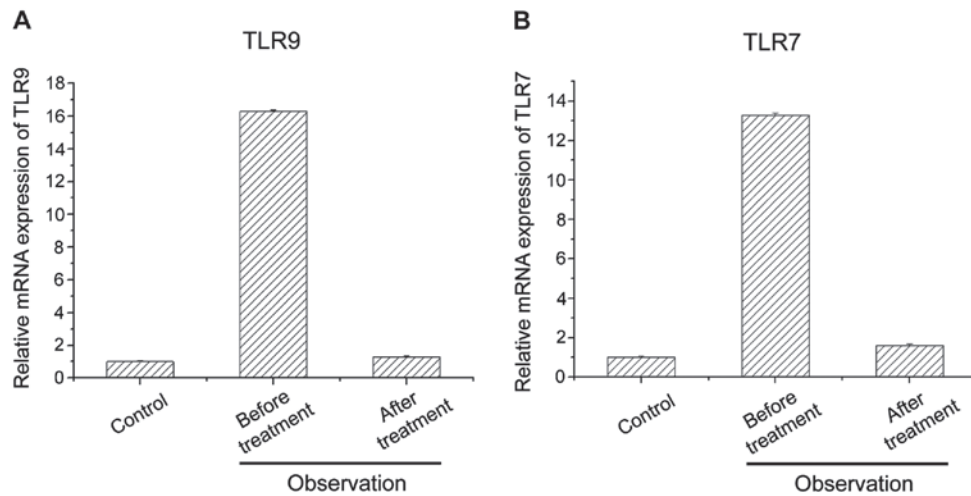 A
TLR9
Relative mRNA expression of TLR9
18
16
14
12
10
8
6
4
2
0
Control
Before
treatment
After
treatment
Observation
B
TLR7
Relative mRNA expression of TLR7
14
12
10
8
6
4
2
0
Control
Before
treatment
After
treatment
Observation